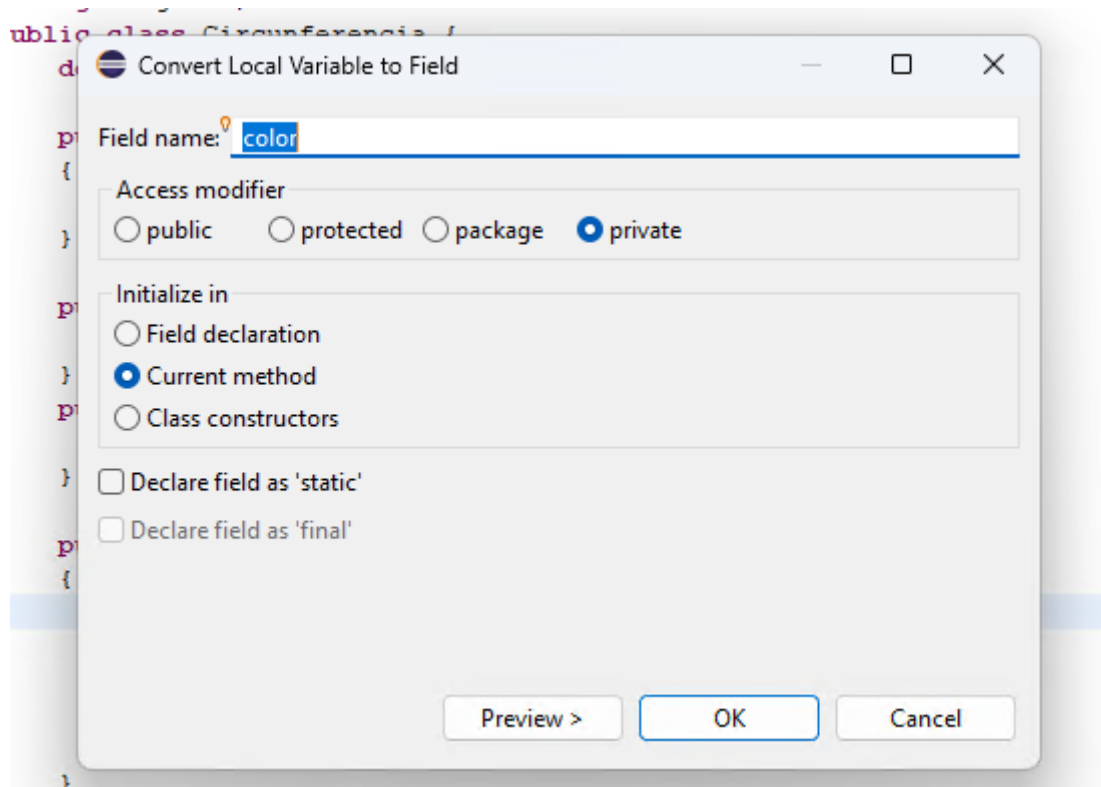 ublic class Circunferencia {
Convert Local Variable to Field
Field name: color
Access modifier
public protected package private
Initialize in
Field declaration
}
Current method
Class constructors
}
Declare field as 'static'
Declare field as 'final'
{
Preview > OK Cancel
}